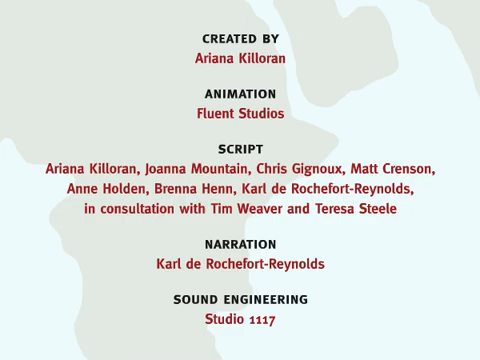 CREATED BY
Ariana Killoran
ANIMATION
Fluent Studios
SCRIPT
Ariana Killoran, Joanna Mountain, Chris Gignoux, Matt Crenson,
Anne Holden, Brenna Henn, Karl de Rochefort-Reynolds,
in consultation with Tim Weaver and Teresa Steele
NARRATION
Karl de Rochefort-Reynolds
SOUND ENGINEERING
Studio 1117